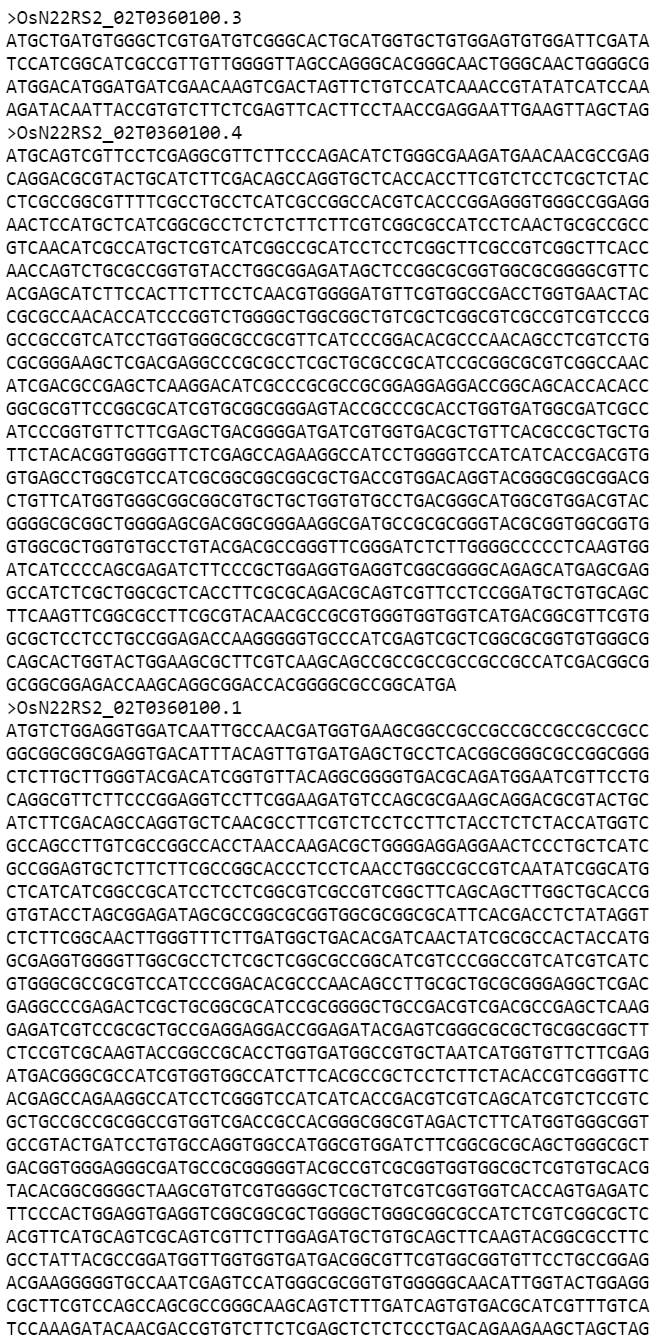 >OsN22RS2_02T0360100.3
ATGCTGATGTGGGCTCGTGATGTCGGGCACTGCATGGTGCTGTGGAGTGTGGATTCGATA
TCCATCGGCATCGCCGTTGTTGGGGTTAGCCAGGGCACGGGCAACTGGGCAACTGGGGCG
ATGGACATGGATGATCGAACAAGTCGACTAGTTCTGTCCATCAAACCGTATATCATCCAA
AGATACAATTACCGTGTCTTCTCGAGTTCACTTCCTAACCGAGGAATTGAAGTTAGCTAG
>OsN22RS2_02T0360100.4
ATGCAGTCGTTCCTCGAGGCGTTCTTCCCAGACATCTGGGCGAAGATGAACAACGCCGAG
CAGGACGCGTACTGCATCTTCGACAGCCAGGTGCTCACCACCTTCGTCTCCTCGCTCTAC
CTCGCCGGCGTTTTCGCCTGCCTCATCGCCGGCCACGTCACCCGGAGGGTGGGCCGGAGG
AACTCCATGCTCATCGGCGCCTCTCTCTTCTTCGTCGGCGCCATCCTCAACTGCGCCGCC
GTCAACATCGCCATGCTCGTCATCGGCCGCATCCTCCTCGGCTTCGCCGTCGGCTTCACC
AACCAGTCTGCGCCGGTGTACCTGGCGGAGATAGCTCCGGCGCGGTGGCGCGGGGCGTTC
ACGAGCATCTTCCACTTCTTCCTCAACGTGGGGATGTTCGTGGCCGACCTGGTGAACTAC
CGCGCCAACACCATCCCGGTCTGGGGCTGGCGGCTGTCGCTCGGCGTCGCCGTCGTCCCG
GCCGCCGTCATCCTGGTGGGCGCCGCGTTCATCCCGGACACGCCCAACAGCCTCGTCCTG
CGCGGGAAGCTCGACGAGGCCCGCGCCTCGCTGCGCCGCATCCGCGGCGCGTCGGCCAAC
ATCGACGCCGAGCTCAAGGACATCGCCCGCGCCGCGGAGGAGGACCGGCAGCACCACACC
GGCGCGTTCCGGCGCATCGTGCGGCGGGAGTACCGCCCGCACCTGGTGATGGCGATCGCC
ATCCCGGTGTTCTTCGAGCTGACGGGGATGATCGTGGTGACGCTGTTCACGCCGCTGCTG
TTCTACACGGTGGGGTTCTCGAGCCAGAAGGCCATCCTGGGGTCCATCATCACCGACGTG
GTGAGCCTGGCGTCCATCGCGGCGGCGGCGCTGACCGTGGACAGGTACGGGCGGCGGACG
CTGTTCATGGTGGGCGGCGGCGTGCTGCTGGTGTGCCTGACGGGCATGGCGTGGACGTAC
GGGGCGCGGCTGGGGAGCGACGGCGGGAAGGCGATGCCGCGCGGGTACGCGGTGGCGGTG
GTGGCGCTGGTGTGCCTGTACGACGCCGGGTTCGGGATCTCTTGGGGCCCCCTCAAGTGG
ATCATCCCCAGCGAGATCTTCCCGCTGGAGGTGAGGTCGGCGGGGCAGAGCATGAGCGAG
GCCATCTCGCTGGCGCTCACCTTCGCGCAGACGCAGTCGTTCCTCCGGATGCTGTGCAGC
TTCAAGTTCGGCGCCTTCGCGTACAACGCCGCGTGGGTGGTGGTCATGACGGCGTTCGTG
GCGCTCCTCCTGCCGGAGACCAAGGGGGTGCCCATCGAGTCGCTCGGCGCGGTGTGGGCG
CAGCACTGGTACTGGAAGCGCTTCGTCAAGCAGCCGCCGCCGCCGCCGCCATCGACGGCG
GCGGCGGAGACCAAGCAGGCGGACCACGGGGCGCCGGCATGA
>OsN22RS2_02T0360100.1
ATGTCTGGAGGTGGATCAATTGCCAACGATGGTGAAGCGGCCGCCGCCGCCGCCGCCGCC
GGCGGCGGCGAGGTGACATTTACAGTTGTGATGAGCTGCCTCACGGCGGGCGCCGGCGGG
CTCTTGCTTGGGTACGACATCGGTGTTACAGGCGGGGTGACGCAGATGGAATCGTTCCTG
CAGGCGTTCTTCCCGGAGGTCCTTCGGAAGATGTCCAGCGCGAAGCAGGACGCGTACTGC
ATCTTCGACAGCCAGGTGCTCAACGCCTTCGTCTCCTCCTTCTACCTCTCTACCATGGTC
GCCAGCCTTGTCGCCGGCCACCTAACCAAGACGCTGGGGAGGAGGAACTCCCTGCTCATC
GCCGGAGTGCTCTTCTTCGCCGGCACCCTCCTCAACCTGGCCGCCGTCAATATCGGCATG
CTCATCATCGGCCGCATCCTCCTCGGCGTCGCCGTCGGCTTCAGCAGCTTGGCTGCACCG
GTGTACCTAGCGGAGATAGCGCCGGCGCGGTGGCGCGGCGCATTCACGACCTCTATAGGT
CTCTTCGGCAACTTGGGTTTCTTGATGGCTGACACGATCAACTATCGCGCCACTACCATG
GCGAGGTGGGGTTGGCGCCTCTCGCTCGGCGCCGGCATCGTCCCGGCCGTCATCGTCATC
GTGGGCGCCGCGTCCATCCCGGACACGCCCAACAGCCTTGCGCTGCGCGGGAGGCTCGAC
GAGGCCCGAGACTCGCTGCGGCGCATCCGCGGGGCTGCCGACGTCGACGCCGAGCTCAAG
GAGATCGTCCGCGCTGCCGAGGAGGACCGGAGATACGAGTCGGGCGCGCTGCGGCGGCTT
CTCCGTCGCAAGTACCGGCCGCACCTGGTGATGGCCGTGCTAATCATGGTGTTCTTCGAG
ATGACGGGCGCCATCGTGGTGGCCATCTTCACGCCGCTCCTCTTCTACACCGTCGGGTTC
ACGAGCCAGAAGGCCATCCTCGGGTCCATCATCACCGACGTCGTCAGCATCGTCTCCGTC
GCTGCCGCCGCGGCCGTGGTCGACCGCCACGGGCGGCGTAGACTCTTCATGGTGGGCGGT
GCCGTACTGATCCTGTGCCAGGTGGCCATGGCGTGGATCTTCGGCGCGCAGCTGGGCGCT
GACGGTGGGAGGGCGATGCCGCGGGGGTACGCCGTCGCGGTGGTGGCGCTCGTGTGCACG
TACACGGCGGGGCTAAGCGTGTCGTGGGGCTCGCTGTCGTCGGTGGTCACCAGTGAGATC
TTCCCACTGGAGGTGAGGTCGGCGGCGCTGGGGCTGGGCGGCGCCATCTCGTCGGCGCTC
ACGTTCATGCAGTCGCAGTCGTTCTTGGAGATGCTGTGCAGCTTCAAGTACGGCGCCTTC
GCCTATTACGCCGGATGGTTGGTGGTGATGACGGCGTTCGTGGCGGTGTTCCTGCCGGAG
ACGAAGGGGGTGCCAATCGAGTCCATGGGCGCGGTGTGGGGGCAACATTGGTACTGGAGG
CGCTTCGTCCAGCCAGCGCCGGGCAAGCAGTCTTTGATCAGTGTGACGCATCGTTTGTCA
TCCAAAGATACAACGACCGTGTCTTCTCGAGCTCTCTCCCTGACAGAAGAAGCTAGCTAG